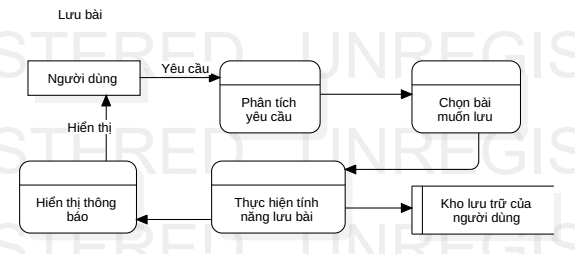 Lưu bài
Người dùng
Yêu cầu
Phân tích
yêu cầu
Chọn bài
muốn lưu
Hiển thị
Hiển thị thông
báo
Thực hiện tính
năng lưu bài
Kho lưu trữ của
người dùng
STERED UNREGIS
STERED UNREGIS
STERED UNREGIS